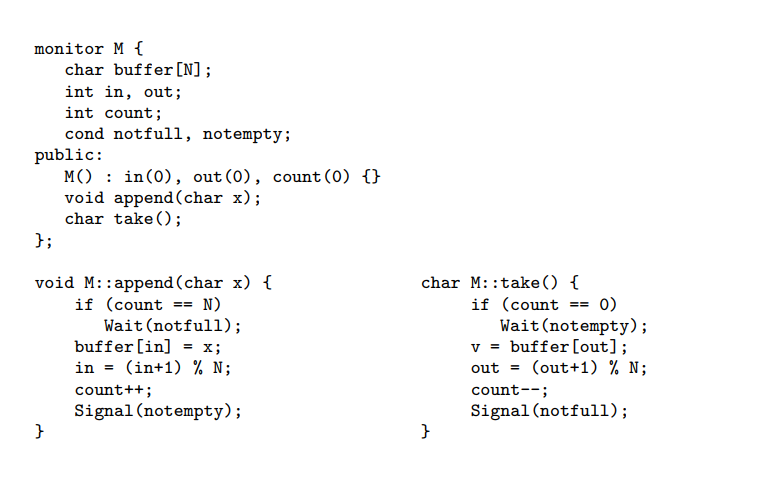 monitor M {
   char buffer[N];
   int in, out;
   int count;
   cond notfull, notempty;
public:
   M() : in(0), out(0), count(0) {}
   void append(char x);
   char take();
};
void M::append(char x) {
    if (count == N)
       Wait(notfull);
    buffer[in] = x;
    in = (in+1) % N;
    count++;
    Signal(notempty);
}
char M::take() {
     if (count == 0)
        Wait(notempty);
     v = buffer[out];
     out = (out+1) % N;
     count--;
     Signal(notfull);
}